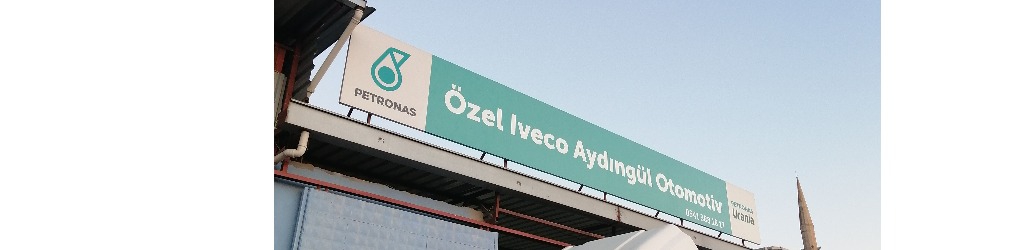 PETRONAS
Özel Iveco Aydıngül Otomotiv
PETRONAS
Urania